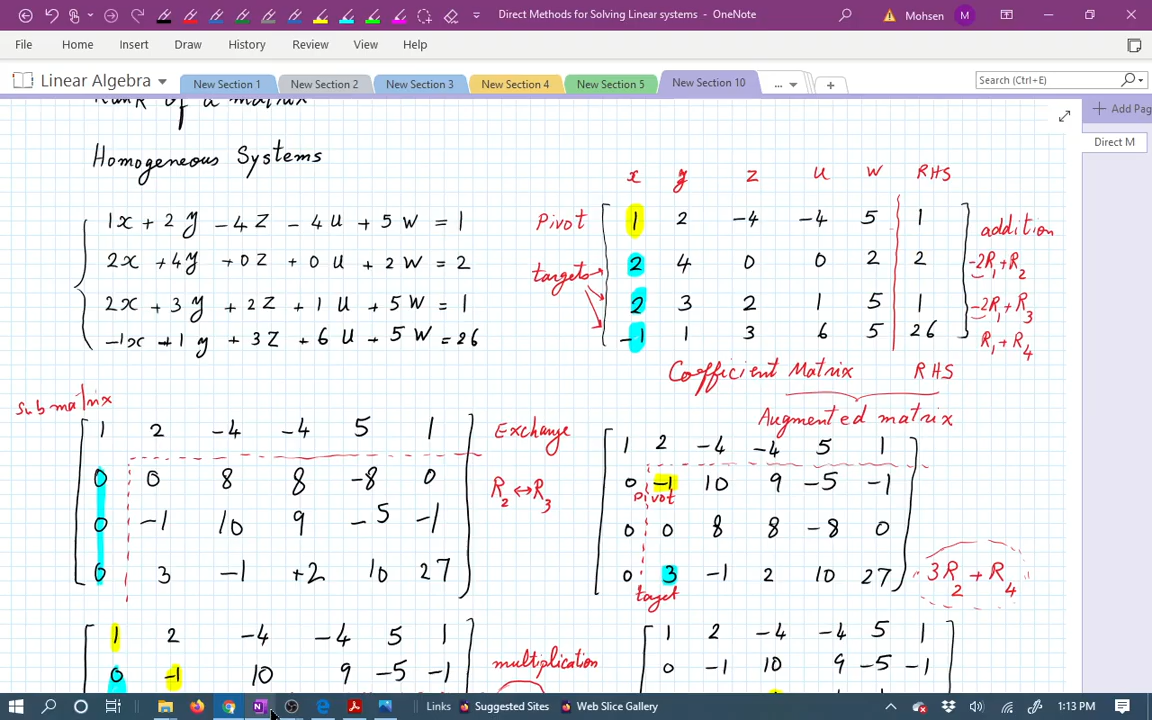 Direct Methods for Solving Linear systems - OneNote
Mohsen
M
File Home Insert Draw History Review View Help
Linear Algebra
New Section 1
New Section 2
New Section 3
New Section 4
New Section 5
New Section 10
...
Search (Ctrl+E)
Add Pag
Direct M
Rank of a matrix
Homogeneous Systems
1x + 2y - 4z - 4u + 5w = 1
2x + 4y + 0z + 0u + 2w = 2
2x + 3y + 2z + 1u + 5w = 1
-1x + 1y + 3z + 6u + 5w = 26
x y z u w RHS
Pivot
1 2 -4 -4 5 1
addition
targets
2 4 0 0 2 2
-2R1 + R2
2 3 2 1 5 1
-2R1 + R3
-1 1 3 6 5 26
R1 + R4
Coefficient Matrix RHS
Augmented matrix
Submatrix
1 2 -4 -4 5 1
0 0 8 8 -8 0
0 -1 10 9 -5 -1
0 3 -1 +2 10 27
Exchange
R2 ↔ R3
1 2 -4 -4 5 1
0 -1 10 9 -5 -1
pivot
0 0 8 8 -8 0
0 3 -1 2 10 27
target
3R2 + R4
1 2 -4 -4 5 1
0 -1 10 9 -5 -1
multiplication
1 2 -4 -4 5 1
0 -1 10 9 -5 -1
Links
Suggested Sites
Web Slice Gallery
1:13 PM